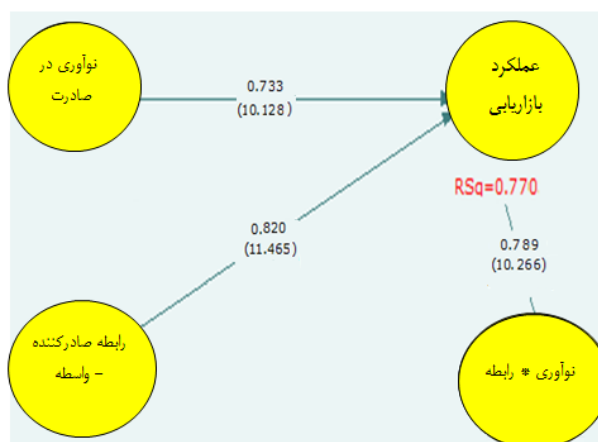 نوآوری در
صادرت
0.733
(10.128)
عملکرد
بازاریابی
RSq=0.770
0.820
(11.465)
0.789
(10.266)
رابطه صادرکننده
– واسطه
نوآوری * رابطه